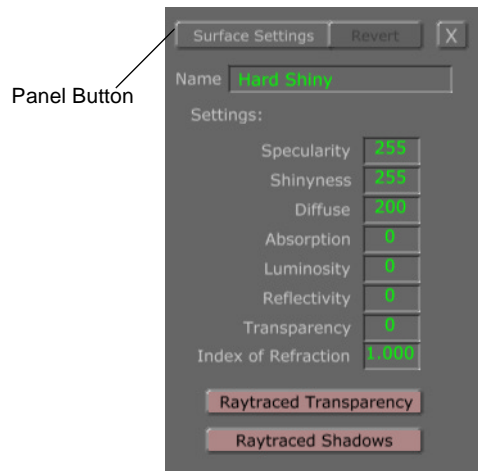 Surface Settings Revert X
Name Hard Shiny
Panel Button
Settings:
Specularity 255
Shinyness 255
Diffuse 200
Absorption 0
Luminosity 0
Reflectivity 0
Transparency 0
Index of Refraction 1.000
Raytraced Transparency
Raytraced Shadows